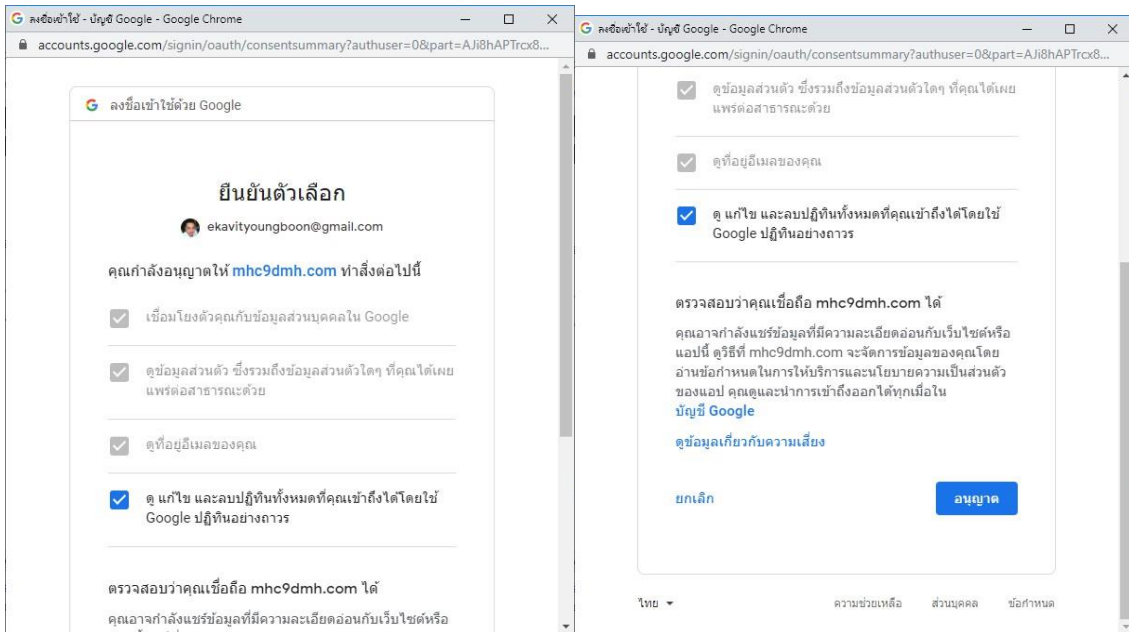 ลงชื่อเข้าใช้ - บัญชี Google - Google Chrome
accounts.google.com/signin/oauth/consentsummary?authuser=0&part=AJi8hAPTrcx8...
ลงชื่อเข้าใช้ด้วย Google
ยืนยันตัวเลือก
ekavityoungboon@gmail.com
คุณกำลังอนุญาตให้ mhc9dmh.com ทำสิ่งต่อไปนี้
เชื่อมโยงตัวคุณกับข้อมูลส่วนบุคคลใน Google
ดูข้อมูลส่วนตัว ซึ่งรวมถึงข้อมูลส่วนตัวใดๆ ที่คุณได้เผย
แพร่ต่อสาธารณะด้วย
ดูที่อยู่อีเมลของคุณ
ดู แก้ไข และลบปฏิทินทั้งหมดที่คุณเข้าถึงได้โดยใช้
Google ปฏิทินอย่างถาวร
ตรวจสอบว่าคุณเชื่อถือ mhc9dmh.com ได้
คุณอาจกำลังแชร์ข้อมูลที่มีความละเอียดอ่อนกับเว็บไซต์หรือ
ลงชื่อเข้าใช้ - บัญชี Google - Google Chrome
accounts.google.com/signin/oauth/consentsummary?authuser=0&part=AJi8hAPTrcx8...
ดูข้อมูลส่วนตัว ซึ่งรวมถึงข้อมูลส่วนตัวใดๆ ที่คุณได้เผย
แพร่ต่อสาธารณะด้วย
ดูที่อยู่อีเมลของคุณ
ดู แก้ไข และลบปฏิทินทั้งหมดที่คุณเข้าถึงได้โดยใช้
Google ปฏิทินอย่างถาวร
ตรวจสอบว่าคุณเชื่อถือ mhc9dmh.com ได้
คุณอาจกำลังแชร์ข้อมูลที่มีความละเอียดอ่อนกับเว็บไซต์หรือ
แอปนี้ ดูวิธีที่ mhc9dmh.com จะจัดการข้อมูลของคุณโดย
อ่านข้อกำหนดในการให้บริการและนโยบายความเป็นส่วนตัว
ของแอป คุณดูและนำการเข้าถึงออกได้ทุกเมื่อใน
บัญชี Google
ดูข้อมูลเกี่ยวกับความเสี่ยง
ยกเลิก อนุญาต
ไทย ความช่วยเหลือ ส่วนบุคคล ข้อกำหนด